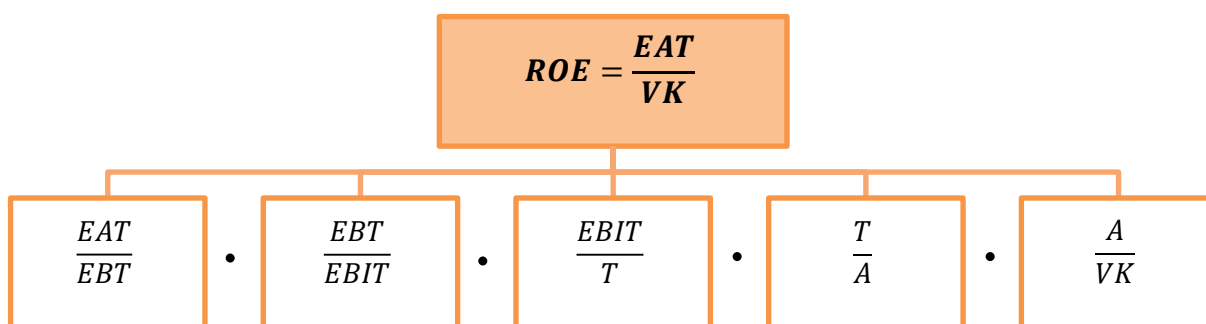 ROE = EAT / VK
EAT / EBT • EBT / EBIT • EBIT / T • T / A • A / VK